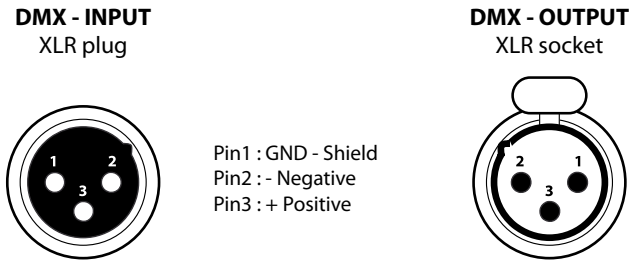 DMX - INPUT
XLR plug
1 2
3
Pin1 : GND - Shield
Pin2 : - Negative
Pin3 : + Positive
DMX - OUTPUT
XLR socket
2 1
3